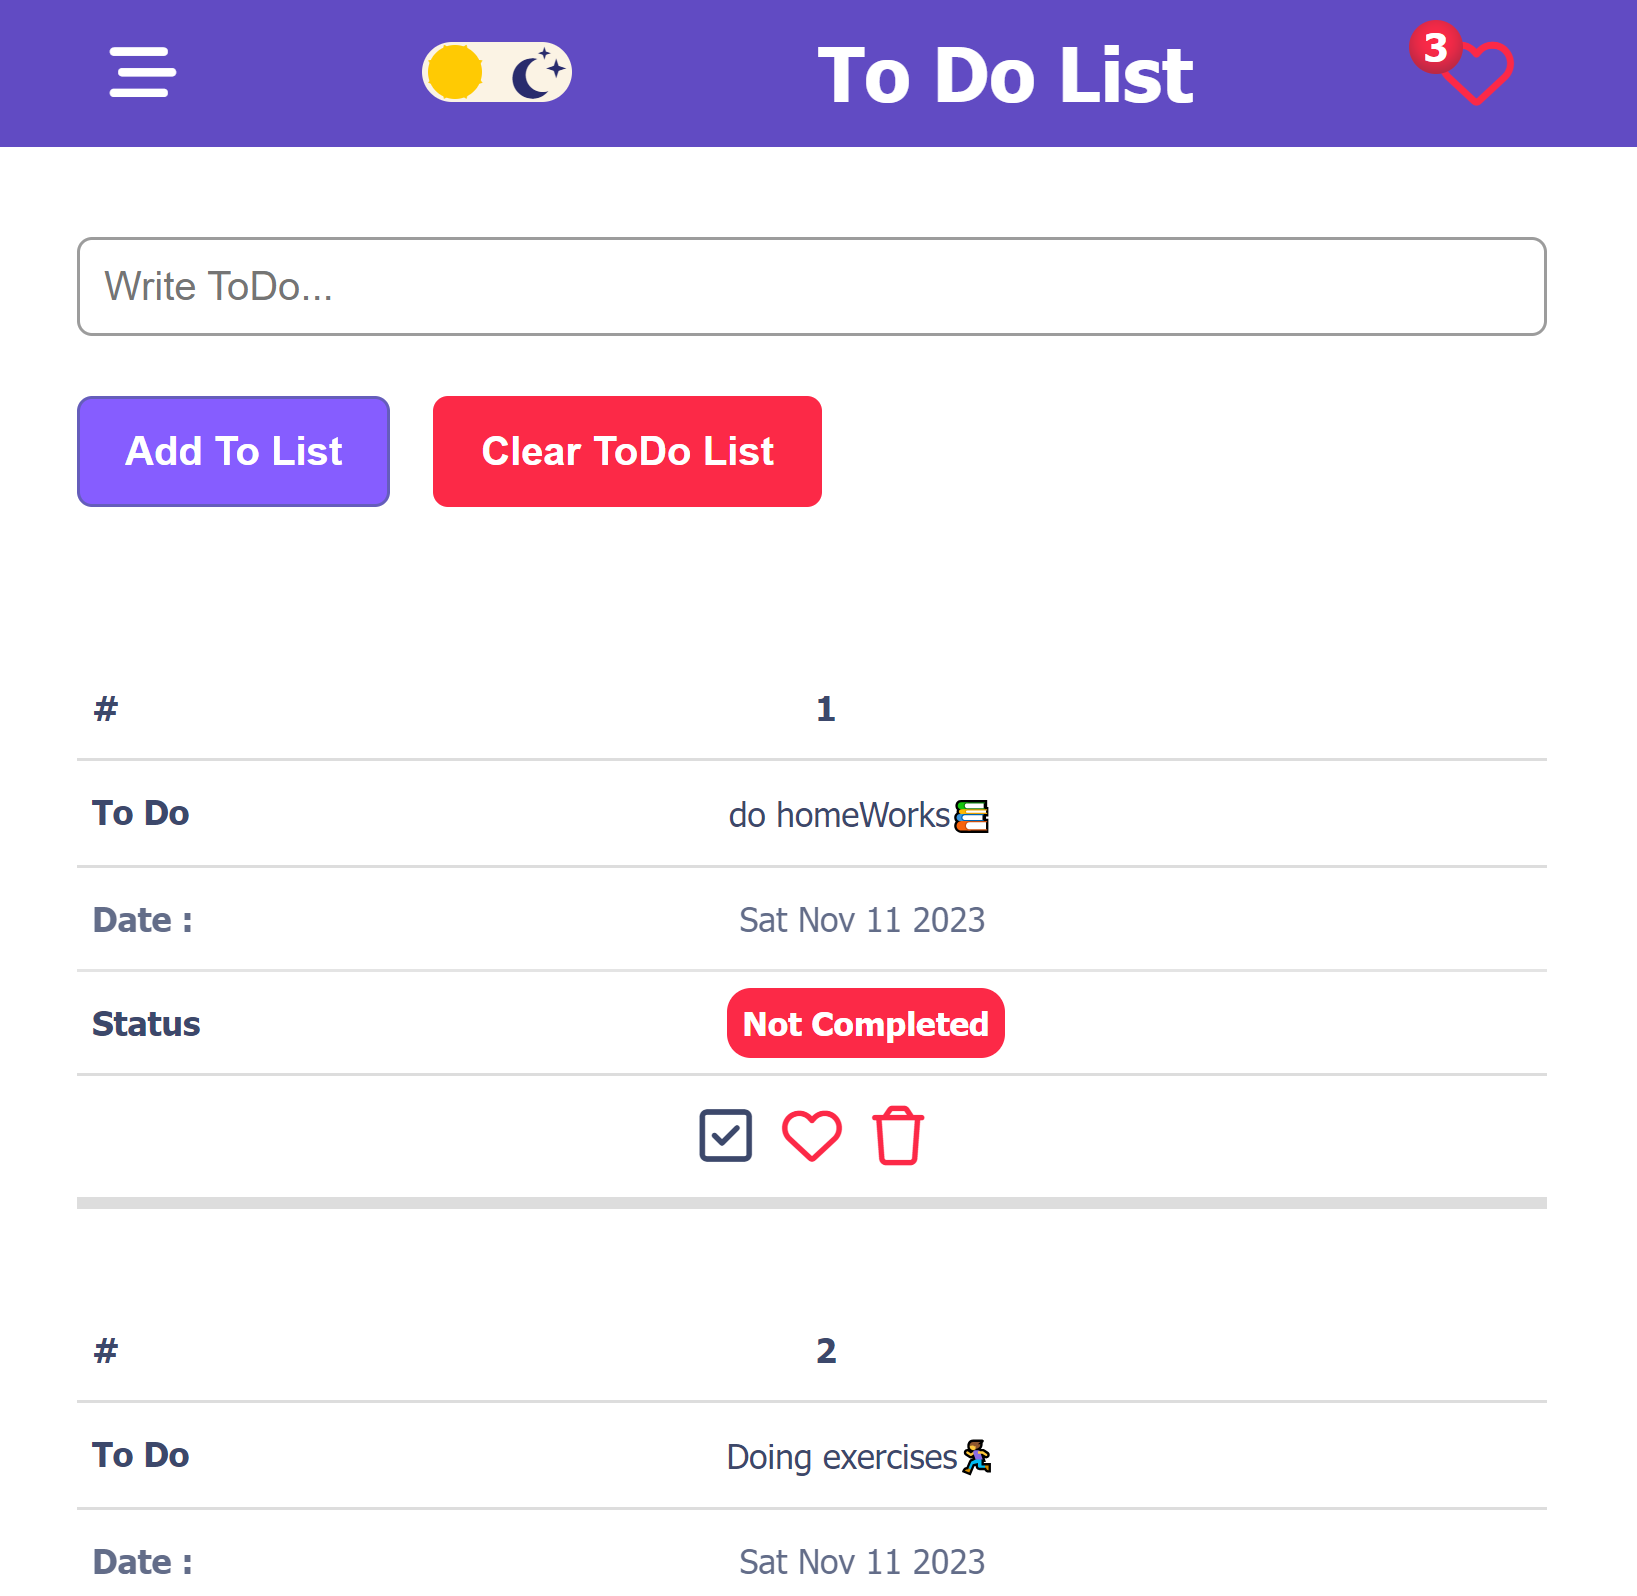 To Do List
3
Write ToDo...
Add To List
Clear ToDo List
# 1
To Do do homeWorks📚
Date : Sat Nov 11 2023
Status Not Completed
# 2
To Do Doing exercises🏃‍♀️
Date : Sat Nov 11 2023